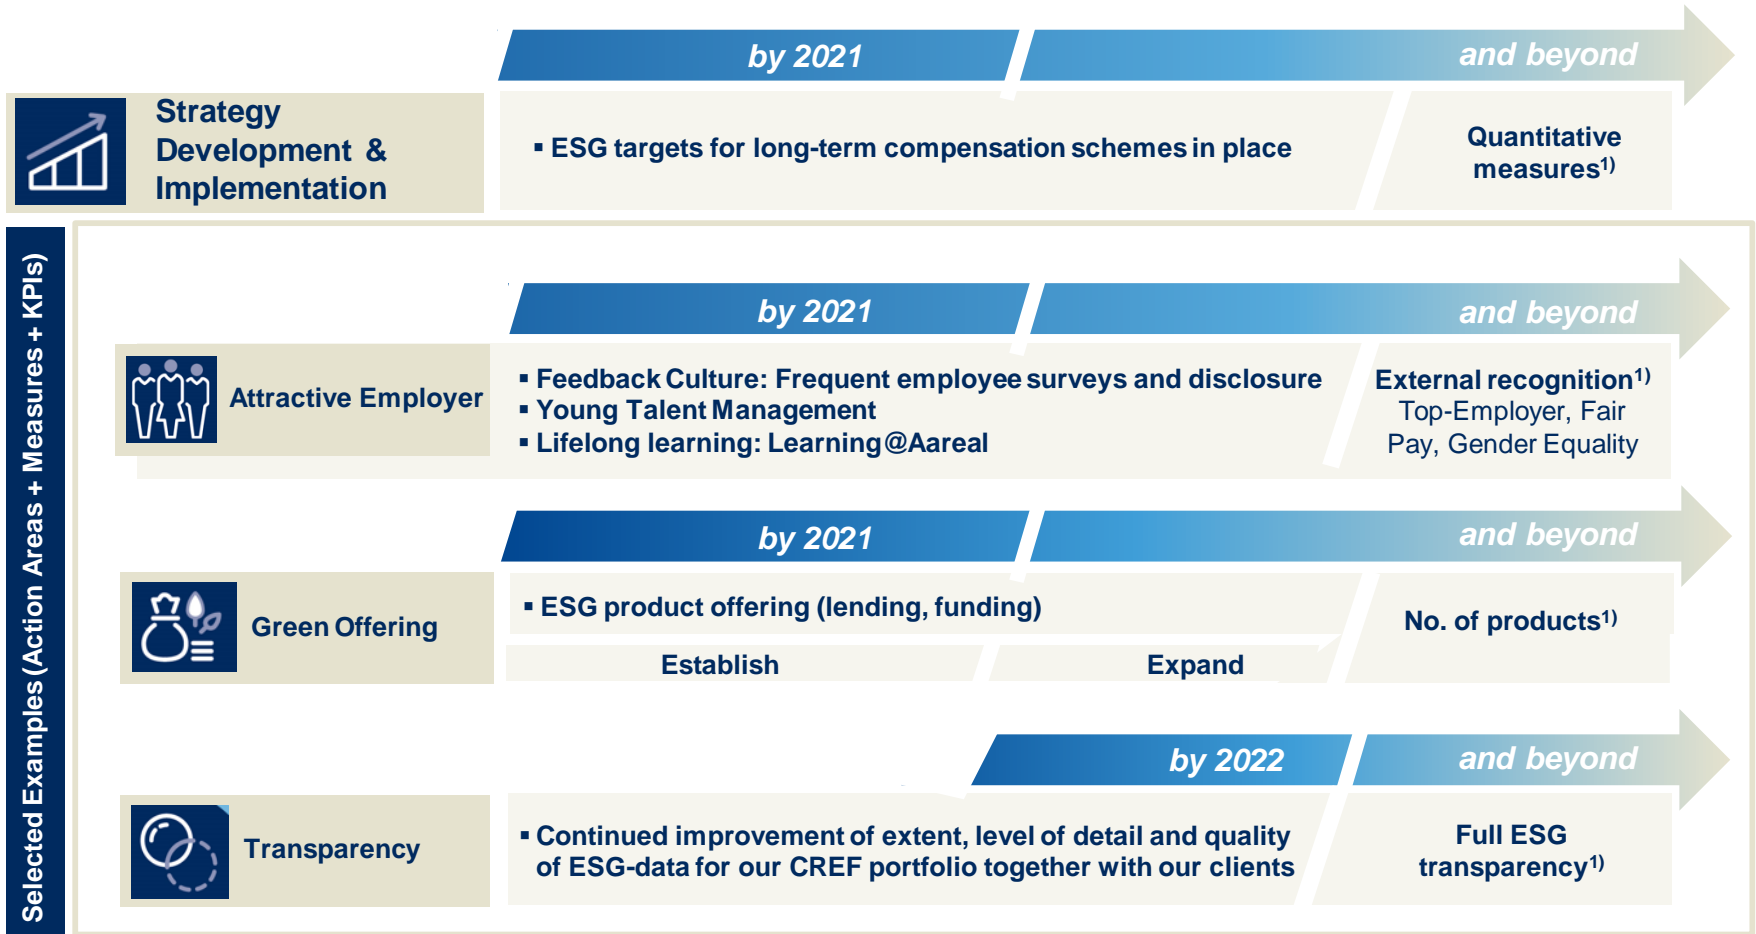 by 2021
and beyond
Strategy
Development &
Implementation
▪ ESG targets for long-term compensation schemes in place
Quantitative
measures1)
Selected Examples (Action Areas + Measures + KPIs)
by 2021
and beyond
Attractive Employer
▪ Feedback Culture: Frequent employee surveys and disclosure
▪ Young Talent Management
▪ Lifelong learning: Learning@Aareal
External recognition1)
Top-Employer, Fair
Pay, Gender Equality
by 2021
and beyond
Green Offering
▪ ESG product offering (lending, funding)
Establish
Expand
No. of products1)
by 2022
and beyond
Transparency
▪ Continued improvement of extent, level of detail and quality
of ESG-data for our CREF portfolio together with our clients
Full ESG
transparency1)